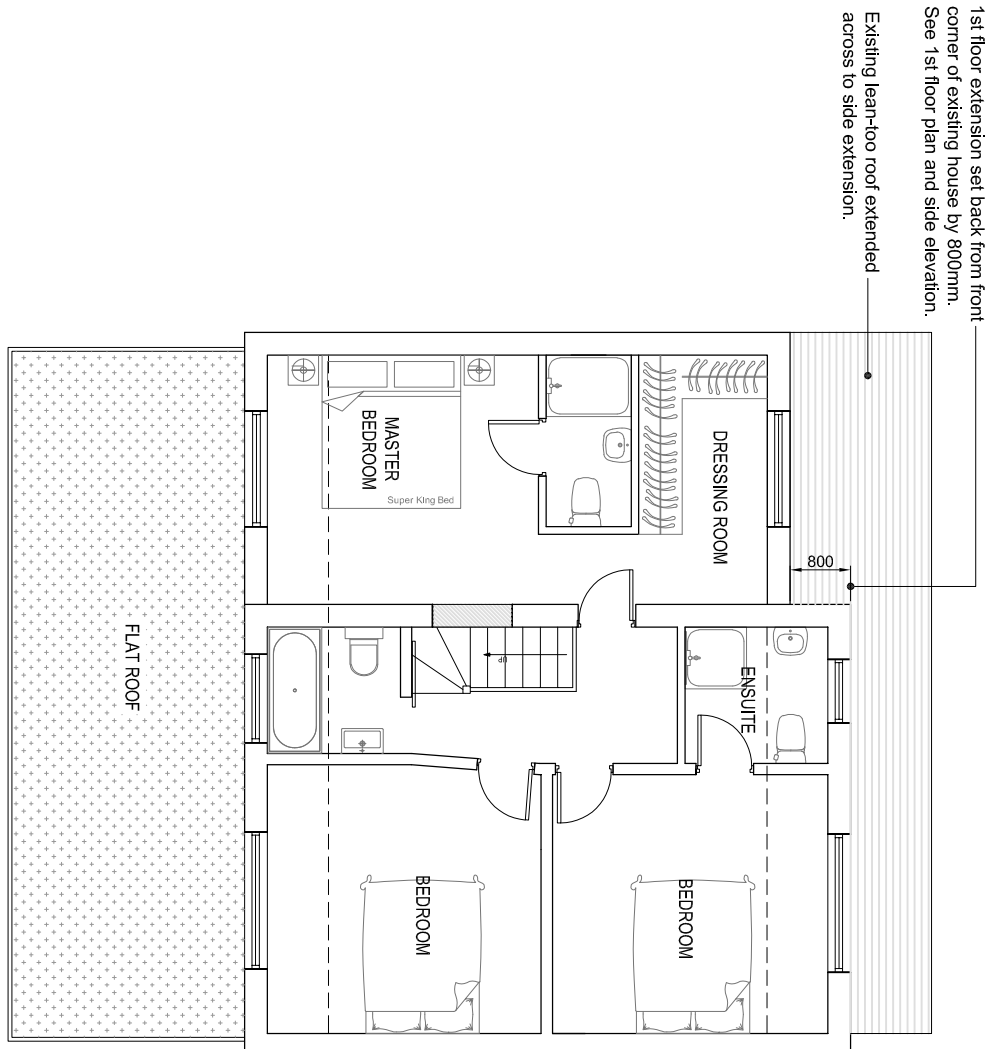 1st floor extension set back from front
corner of existing house by 800mm.
See 1st floor plan and side elevation.
Existing lean-too roof extended
across to side extension.
DRESSING ROOM
MASTER
BEDROOM
Super King Bed
800
UP
ENSUITE
FLAT ROOF
BEDROOM
BEDROOM